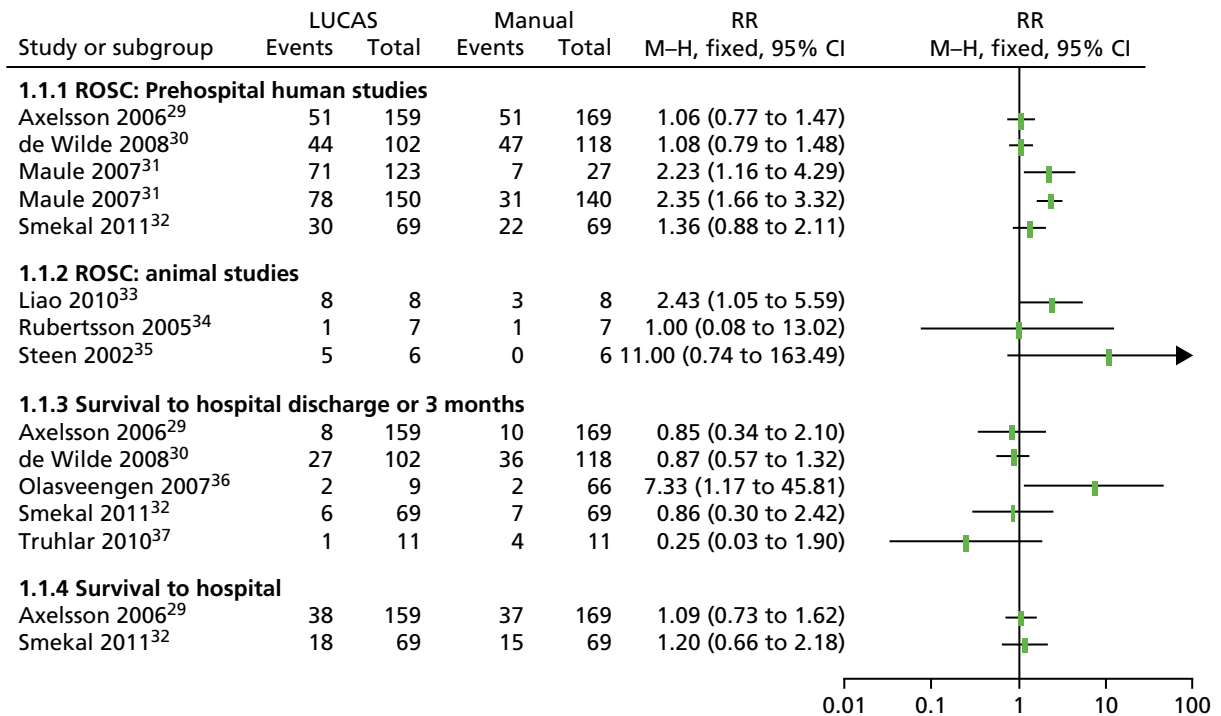 LUCAS Manual RR RR
Study or subgroup Events Total Events Total M–H, fixed, 95% CI M–H, fixed, 95% CI
1.1.1 ROSC: Prehospital human studies
Axelsson 2006²⁹ 51 159 51 169 1.06 (0.77 to 1.47)
de Wilde 2008³⁰ 44 102 47 118 1.08 (0.79 to 1.48)
Maule 2007³¹ 71 123 7 27 2.23 (1.16 to 4.29)
Maule 2007³¹ 78 150 31 140 2.35 (1.66 to 3.32)
Smekal 2011³² 30 69 22 69 1.36 (0.88 to 2.11)
1.1.2 ROSC: animal studies
Liao 2010³³ 8 8 3 8 2.43 (1.05 to 5.59)
Rubertsson 2005³⁴ 1 7 1 7 1.00 (0.08 to 13.02)
Steen 2002³⁵ 5 6 0 6 11.00 (0.74 to 163.49)
1.1.3 Survival to hospital discharge or 3 months
Axelsson 2006²⁹ 8 159 10 169 0.85 (0.34 to 2.10)
de Wilde 2008³⁰ 27 102 36 118 0.87 (0.57 to 1.32)
Olasveengen 2007³⁶ 2 9 2 66 7.33 (1.17 to 45.81)
Smekal 2011³² 6 69 7 69 0.86 (0.30 to 2.42)
Truhlar 2010³⁷ 1 11 4 11 0.25 (0.03 to 1.90)
1.1.4 Survival to hospital
Axelsson 2006²⁹ 38 159 37 169 1.09 (0.73 to 1.62)
Smekal 2011³² 18 69 15 69 1.20 (0.66 to 2.18)
0.01 0.1 1 10 100